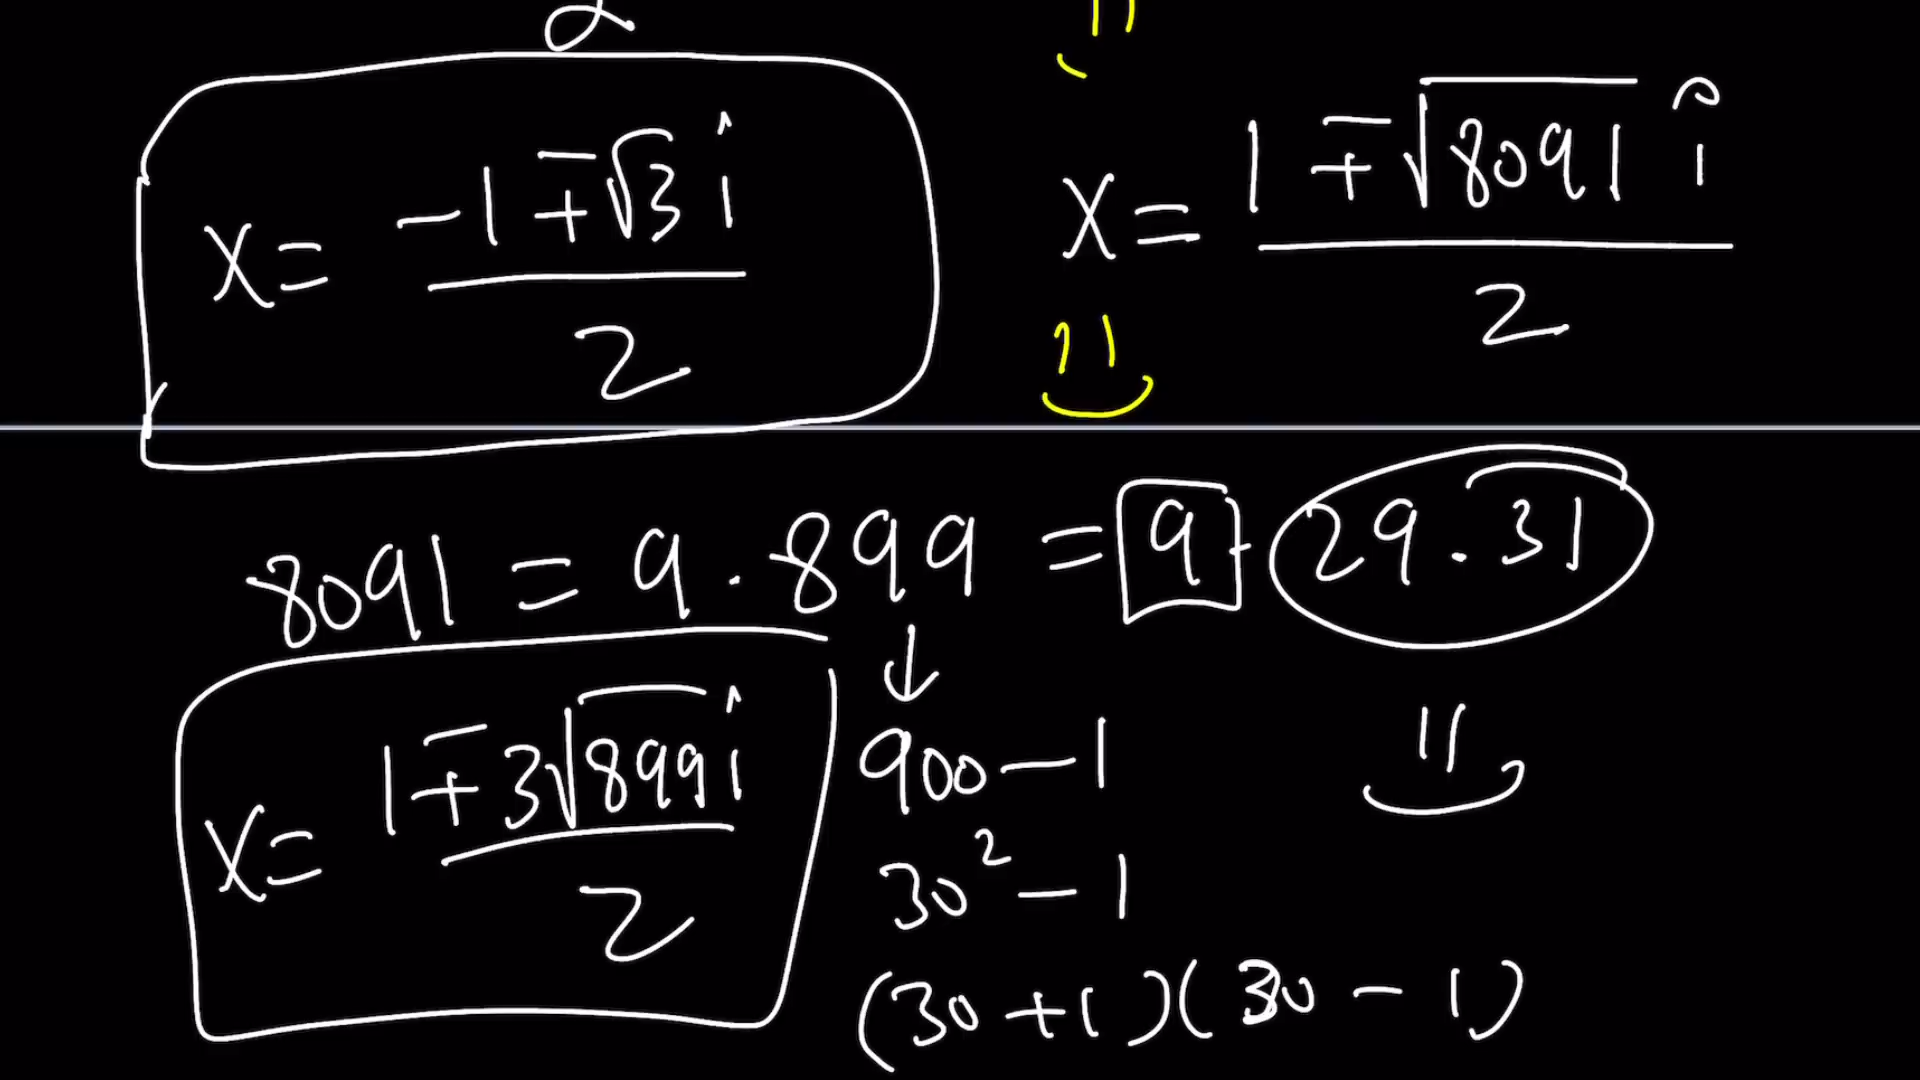 2
x = (-1 ∓ √3 i) / 2
x = (1 ∓ √8091 i) / 2
8091 = 9 · 899 = 9 · 29 · 31
x = (1 ∓ 3√899 i) / 2
900 - 1
30² - 1
(30 + 1)(30 - 1)